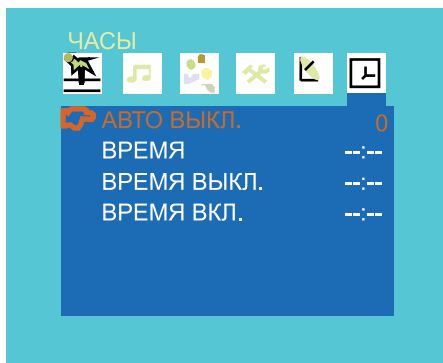 ЧАСЫ
АВТО ВЫКЛ. 0
ВРЕМЯ --:--
ВРЕМЯ ВЫКЛ. --:--
ВРЕМЯ ВКЛ. --:--